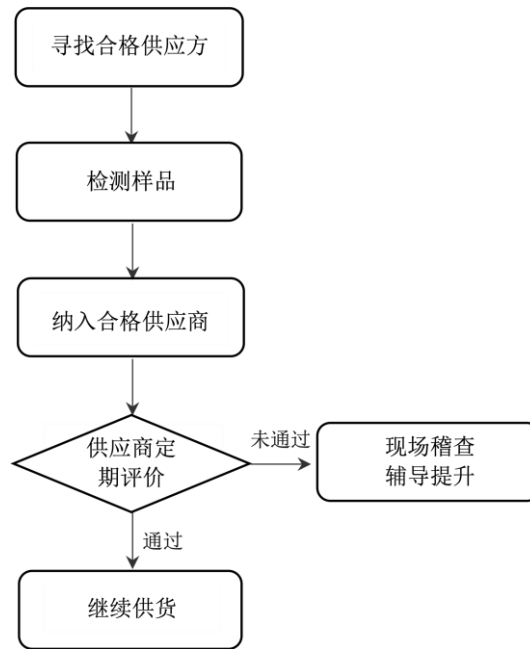 寻找合格供应方
检测样品
纳入合格供应商
供应商定
期评价
未通过
现场稽查
辅导提升
通过
继续供货